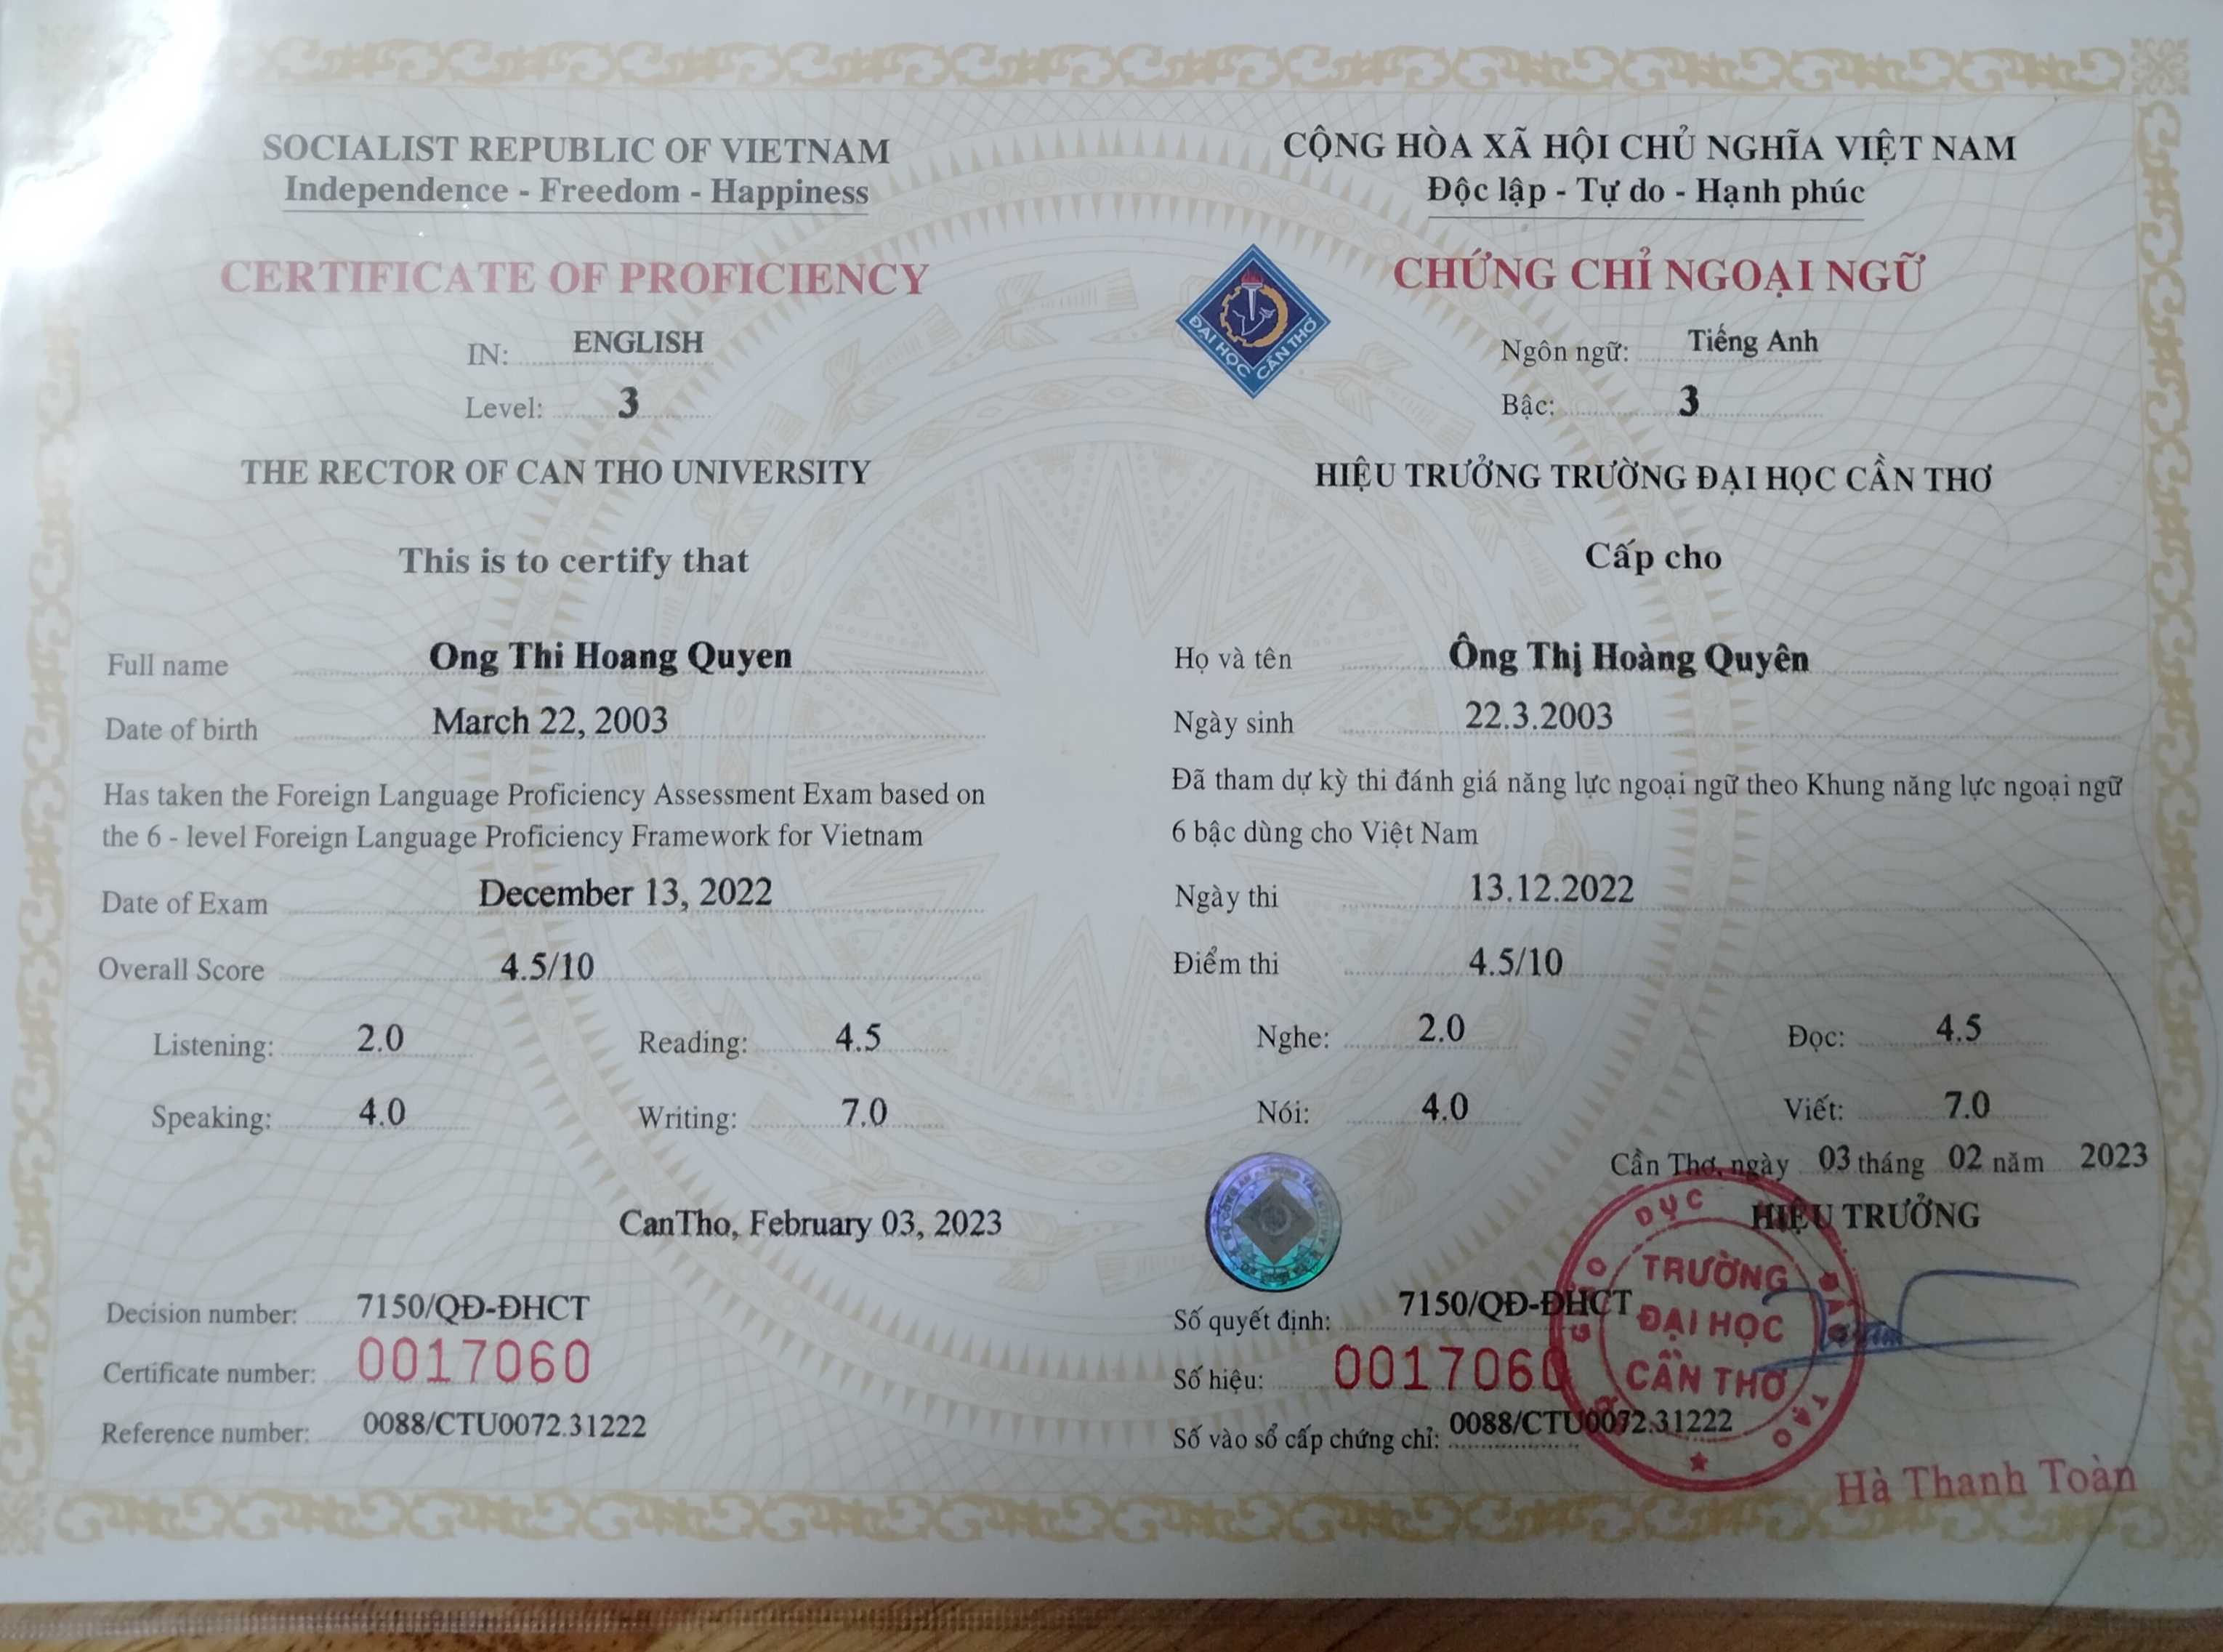 SOCIALIST REPUBLIC OF VIETNAM
Independence - Freedom - Happiness
CERTIFICATE OF PROFICIENCY
IN: ENGLISH
Level: 3
THE RECTOR OF CAN THO UNIVERSITY
This is to certify that
Full name Ong Thi Hoang Quyen
Date of birth March 22, 2003
Has taken the Foreign Language Proficiency Assessment Exam based on
the 6 - level Foreign Language Proficiency Framework for Vietnam
Date of Exam December 13, 2022
Overall Score 4.5/10
Listening: 2.0 Reading: 4.5
Speaking: 4.0 Writing: 7.0
CanTho, February 03, 2023
Decision number: 7150/QĐ-ĐHCT
Certificate number: 0017060
Reference number: 0088/CTU0072.31222
CỘNG HÒA XÃ HỘI CHỦ NGHĨA VIỆT NAM
Độc lập - Tự do - Hạnh phúc
ĐẠI HỌC CẦN THƠ
CHỨNG CHỈ NGOẠI NGỮ
Ngôn ngữ: Tiếng Anh
Bậc: 3
HIỆU TRƯỞNG TRƯỜNG ĐẠI HỌC CẦN THƠ
Cấp cho
Họ và tên Ông Thị Hoàng Quyên
Ngày sinh 22.3.2003
Đã tham dự kỳ thi đánh giá năng lực ngoại ngữ theo Khung năng lực ngoại ngữ
6 bậc dùng cho Việt Nam
Ngày thi 13.12.2022
Điểm thi 4.5/10
Nghe: 2.0 Đọc: 4.5
Nói: 4.0 Viết: 7.0
Cần Thơ, ngày 03 tháng 02 năm 2023
HIỆU TRƯỞNG
Số quyết định: 7150/QĐ-ĐHCT
Số hiệu: 0017060
Số vào sổ cấp chứng chỉ: 0088/CTU0072.31222
DỤC
TRƯỜNG
ĐẠI HỌC
CẦN THƠ
TẠO
Hà Thanh Toàn